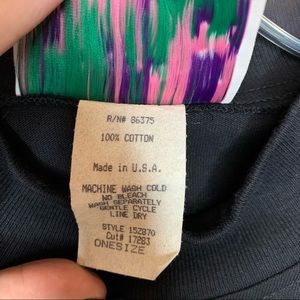 R/N# 86375
100% COTTON
Made in U.S.A.
MACHINE WASH COLD
NO BLEACH
WASH SEPARATELY
GENTLE CYCLE
LINE DRY
STYLE 15Z870
Cut# 17283
ONESIZE